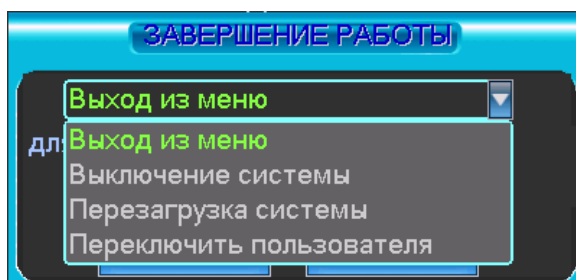 ЗАВЕРШЕНИЕ РАБОТЫ
Выход из меню
Выход из меню
Выключение системы
Перезагрузка системы
Переключить пользователя